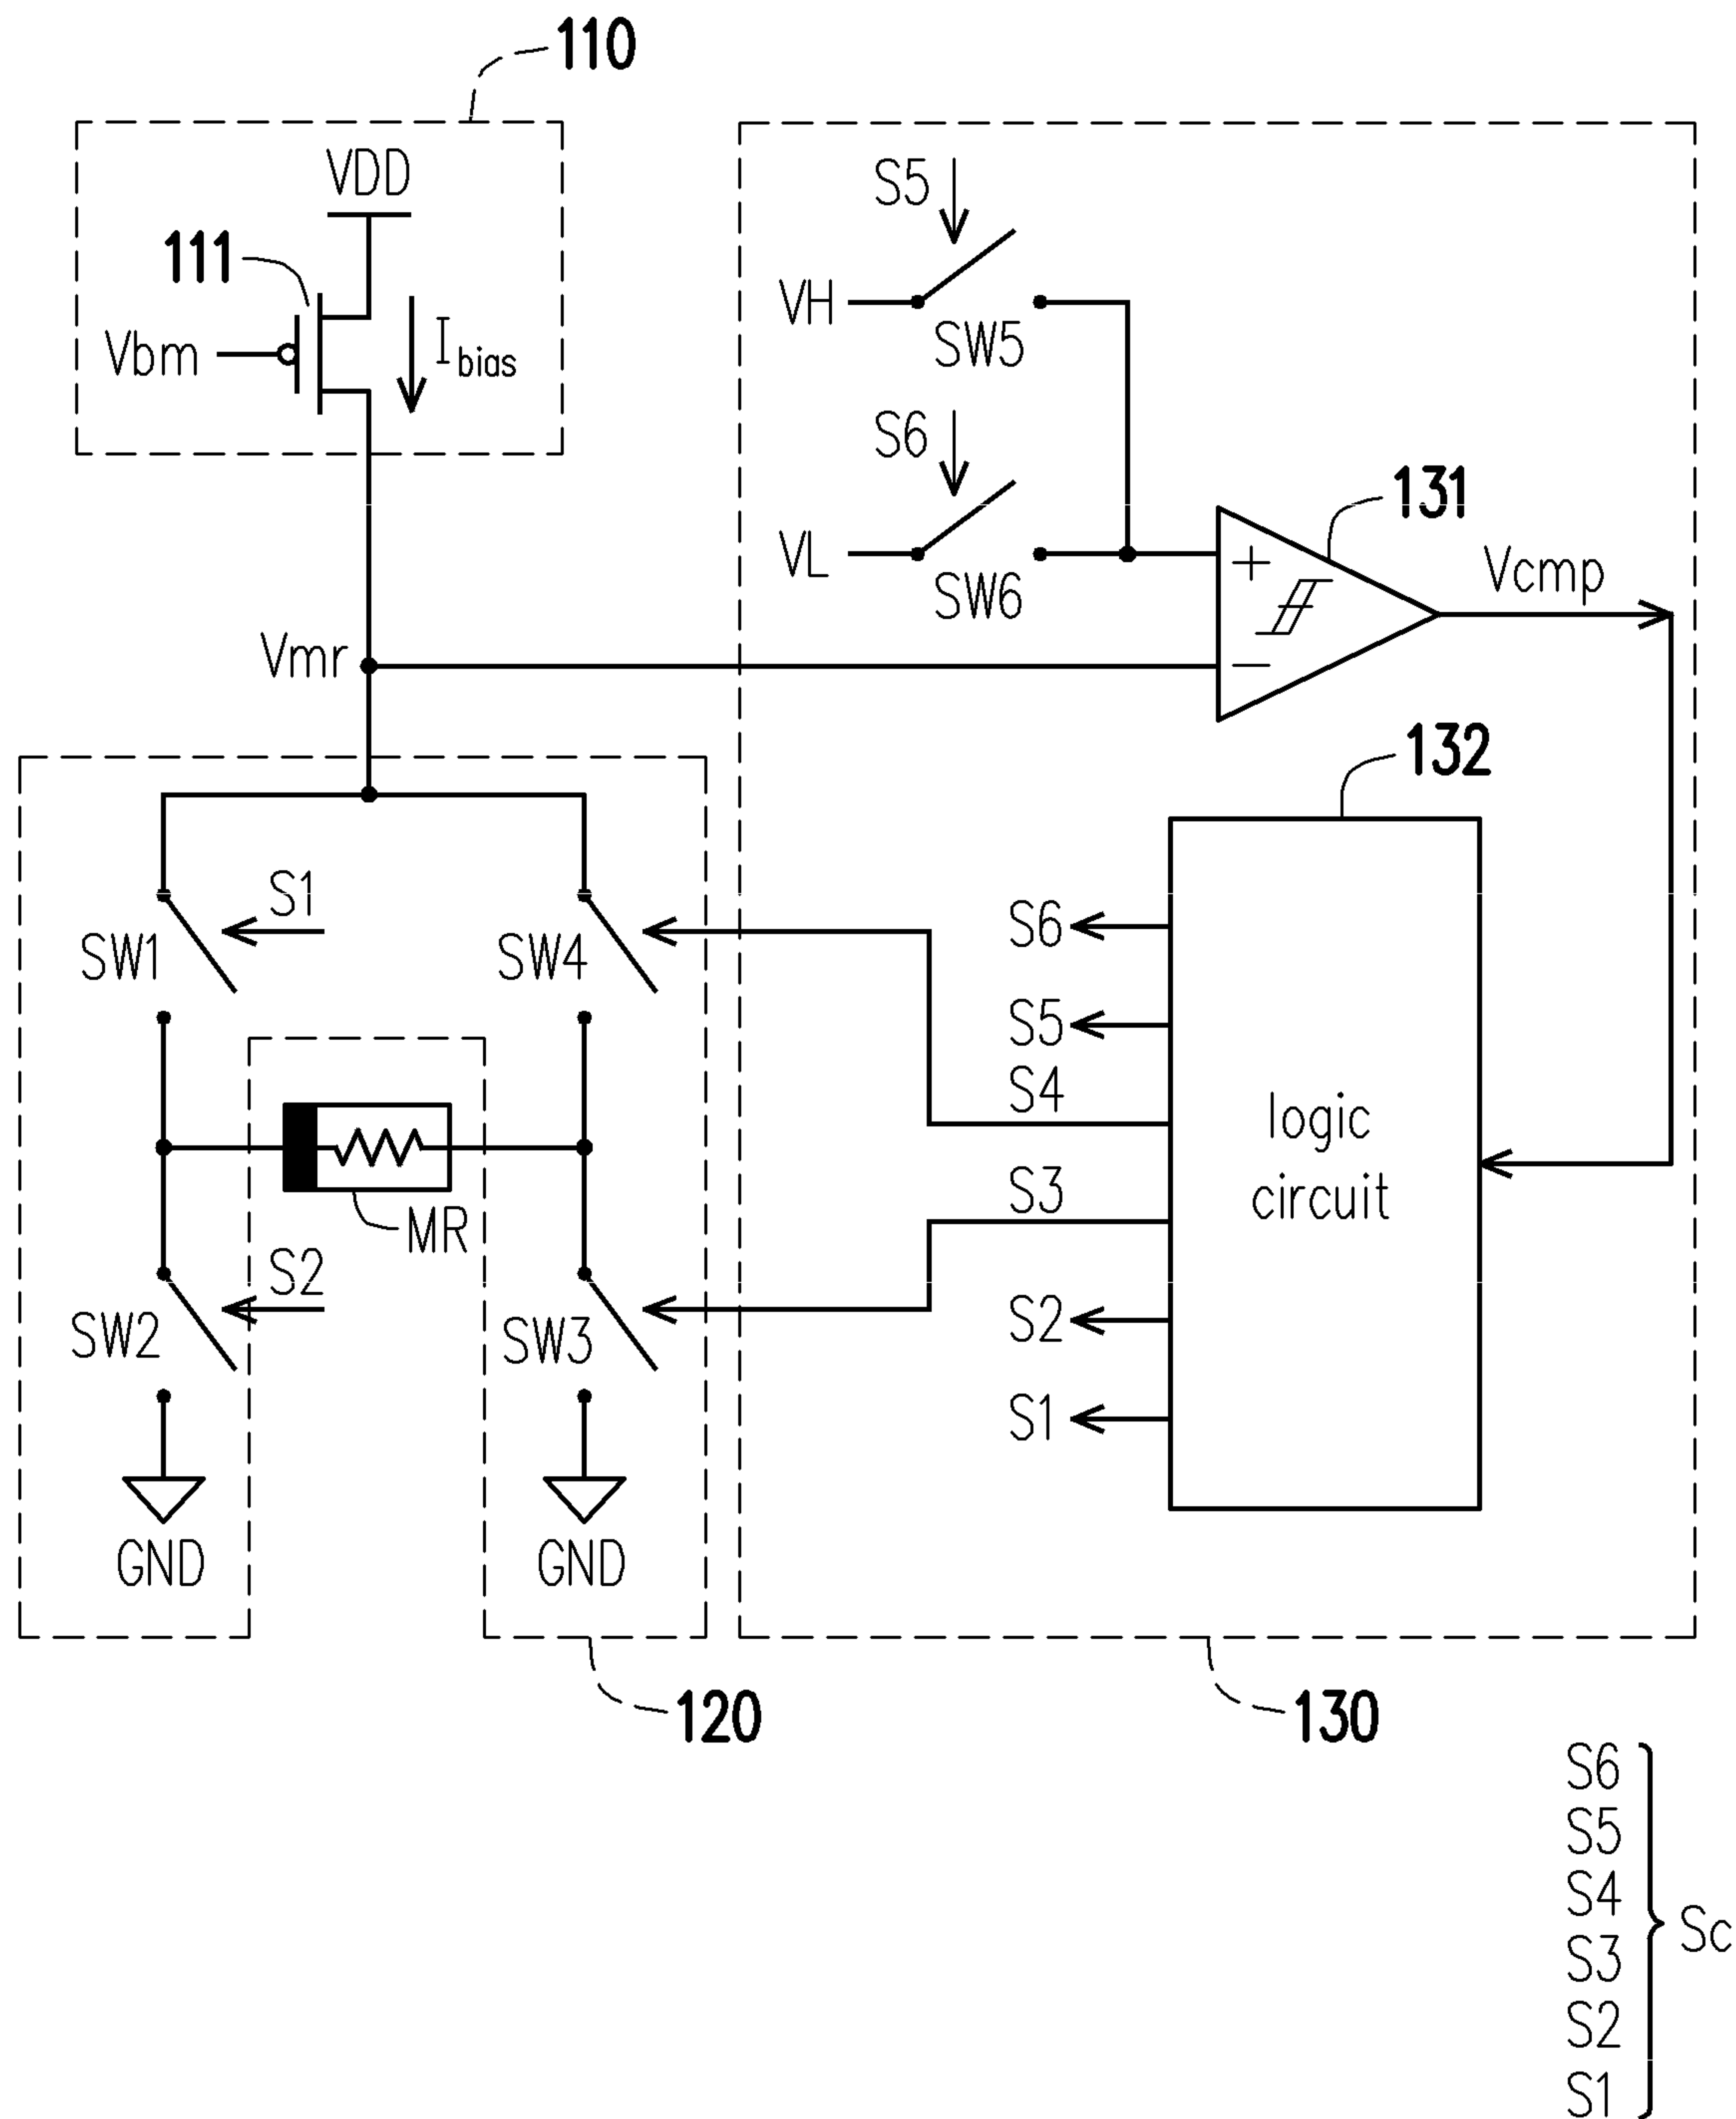 110
VDD
111
Vbm
Ibias
S5
VH
SW5
S6
VL
SW6
131
+
−
Vcmp
Vmr
132
S1
SW1
SW4
S6
S5
S4
S3
S2
S1
logic
circuit
MR
S2
SW2
SW3
GND
GND
120
130
S6
S5
S4
S3
S2
S1
Sc